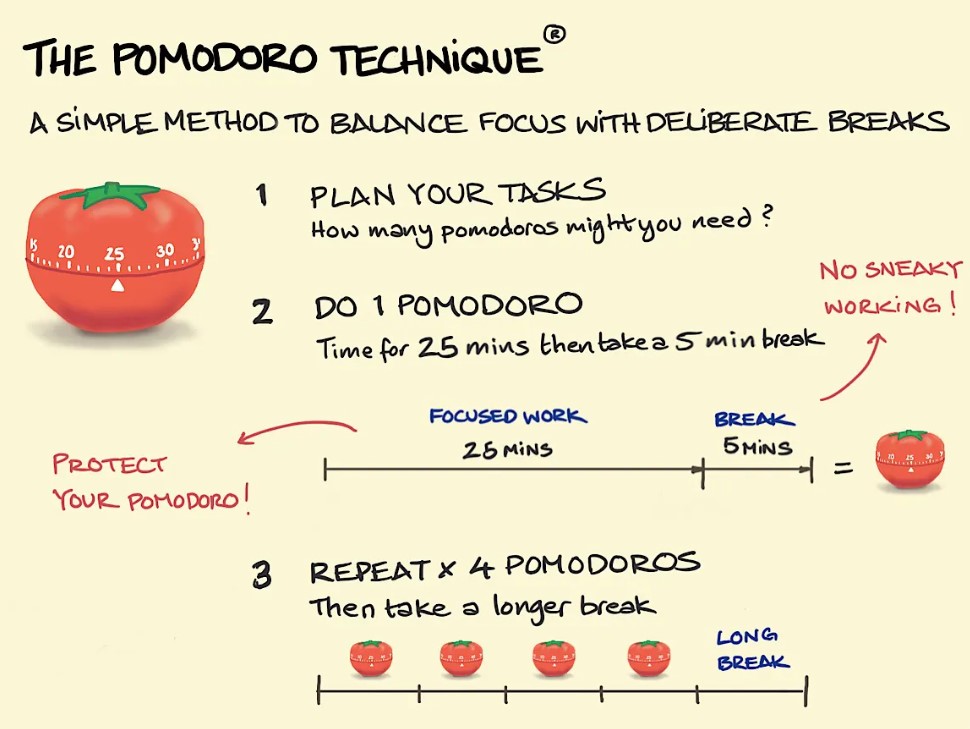 THE POMODORO TECHNIQUE®
A SIMPLE METHOD TO BALANCE FOCUS WITH DELIBERATE BREAKS
15 20 25 30 35
1 PLAN YOUR TASKS
How many pomodoros might you need?
2 DO 1 POMODORO
Time for 25 mins then take a 5 min break
NO SNEAKY
WORKING!
FOCUSED WORK
25 MINS
BREAK
5 MINS
=
PROTECT
YOUR POMODORO!
3 REPEAT x 4 POMODOROS
Then take a longer break
LONG
BREAK